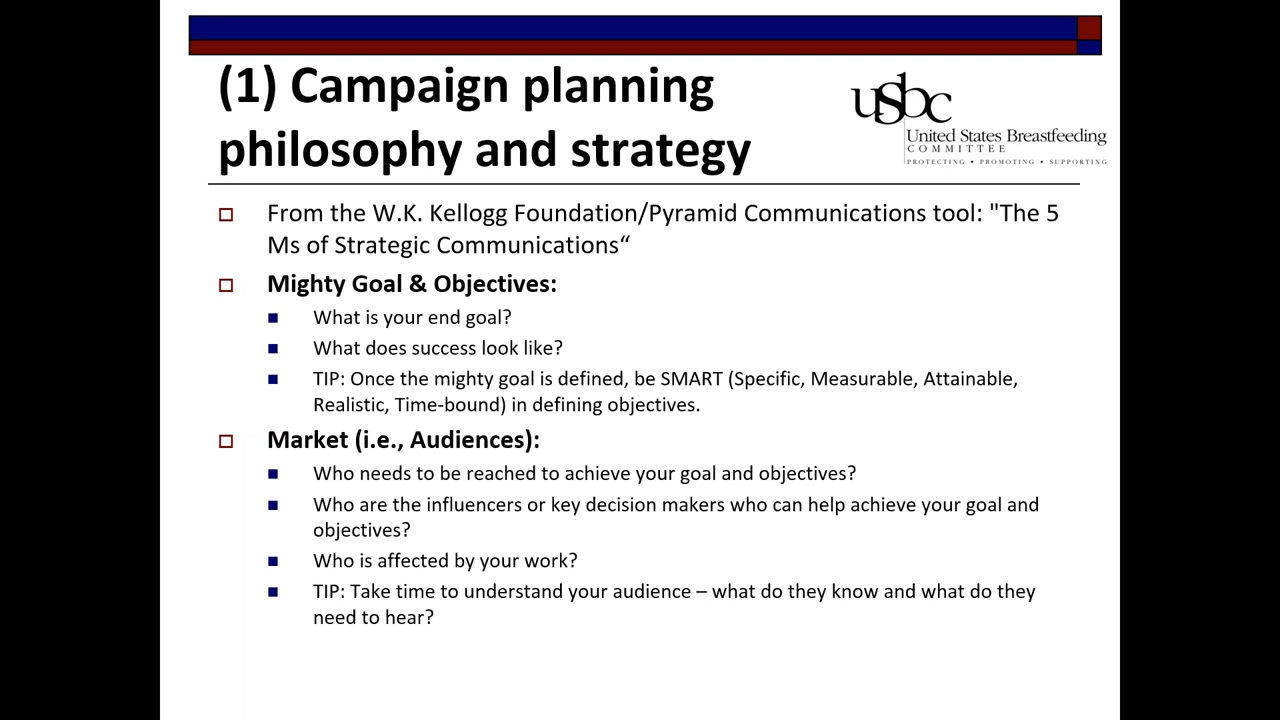 (1) Campaign planning
philosophy and strategy
usbc
United States Breastfeeding
COMMITTEE
PROTECTING • PROMOTING • SUPPORTING
From the W.K. Kellogg Foundation/Pyramid Communications tool: "The 5
Ms of Strategic Communications“
Mighty Goal & Objectives:
What is your end goal?
What does success look like?
TIP: Once the mighty goal is defined, be SMART (Specific, Measurable, Attainable,
Realistic, Time-bound) in defining objectives.
Market (i.e., Audiences):
Who needs to be reached to achieve your goal and objectives?
Who are the influencers or key decision makers who can help achieve your goal and
objectives?
Who is affected by your work?
TIP: Take time to understand your audience – what do they know and what do they
need to hear?